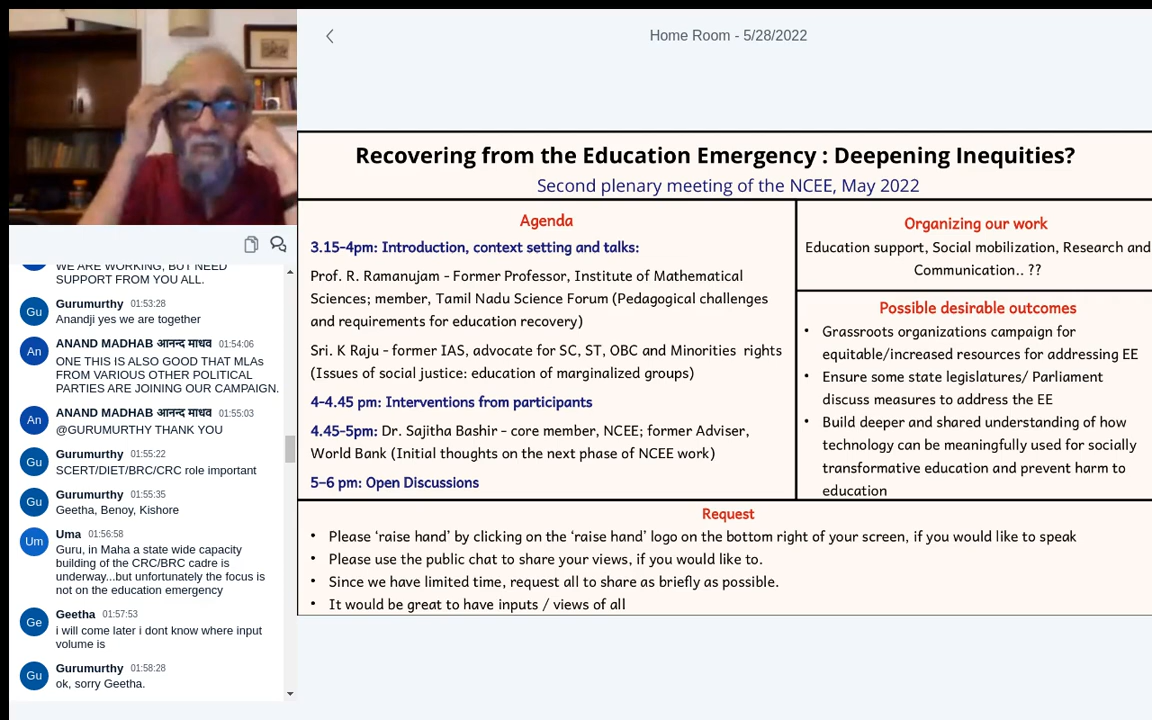 Home Room - 5/28/2022
WE ARE WORKING, BUT NEED
SUPPORT FROM YOU ALL.
Gu
Gurumurthy 01:53:28
Anandji yes we are together
An
ANAND MADHAB आनन्द माधव 01:54:06
ONE THIS IS ALSO GOOD THAT MLAs
FROM VARIOUS OTHER POLITICAL
PARTIES ARE JOINING OUR CAMPAIGN.
An
ANAND MADHAB आनन्द माधव 01:55:03
@GURUMURTHY THANK YOU
Gu
Gurumurthy 01:55:22
SCERT/DIET/BRC/CRC role important
Gu
Gurumurthy 01:55:35
Geetha, Benoy, Kishore
Um
Uma 01:56:58
Guru, in Maha a state wide capacity
building of the CRC/BRC cadre is
underway...but unfortunately the focus is
not on the education emergency
Ge
Geetha 01:57:53
i will come later i dont know where input
volume is
Gu
Gurumurthy 01:58:28
ok, sorry Geetha.
Recovering from the Education Emergency : Deepening Inequities?
Second plenary meeting of the NCEE, May 2022
Agenda
3.15-4pm: Introduction, context setting and talks:
Prof. R. Ramanujam - Former Professor, Institute of Mathematical
Sciences; member, Tamil Nadu Science Forum (Pedagogical challenges
and requirements for education recovery)
Sri. K Raju - former IAS, advocate for SC, ST, OBC and Minorities rights
(Issues of social justice: education of marginalized groups)
4-4.45 pm: Interventions from participants
4.45-5pm: Dr. Sajitha Bashir - core member, NCEE; former Adviser,
World Bank (Initial thoughts on the next phase of NCEE work)
5-6 pm: Open Discussions
Organizing our work
Education support, Social mobilization, Research and
Communication.. ??
Possible desirable outcomes
• Grassroots organizations campaign for
equitable/increased resources for addressing EE
• Ensure some state legislatures/ Parliament
discuss measures to address the EE
• Build deeper and shared understanding of how
technology can be meaningfully used for socially
transformative education and prevent harm to
education
Request
• Please ‘raise hand’ by clicking on the ‘raise hand’ logo on the bottom right of your screen, if you would like to speak
• Please use the public chat to share your views, if you would like to.
• Since we have limited time, request all to share as briefly as possible.
• It would be great to have inputs / views of all